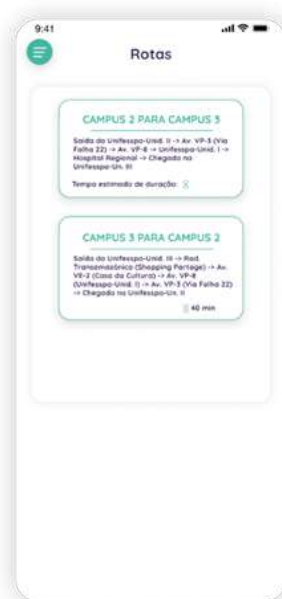 9:41
Rotas
CAMPUS 2 PARA CAMPUS 3
Saída da Unifesspa-Unid. II -> Av. VP-3 (Via
Folha 22) -> Av. VP-8 -> Unifesspa-Unid. I ->
Hospital Regional -> Chegada na
Unifesspa-Un. III
Tempo estimado de duração:
CAMPUS 3 PARA CAMPUS 2
Saída da Unifesspa-Unid. III -> Rod.
Transamazônica (Shopping Partage) -> Av.
VE-2 (Casa da Cultura) -> Av. VP-8
(Unifesspa-Unid. I) -> Av. VP-3 (Via Folha 22)
-> Chegada na Unifesspa-Un. II
40 min